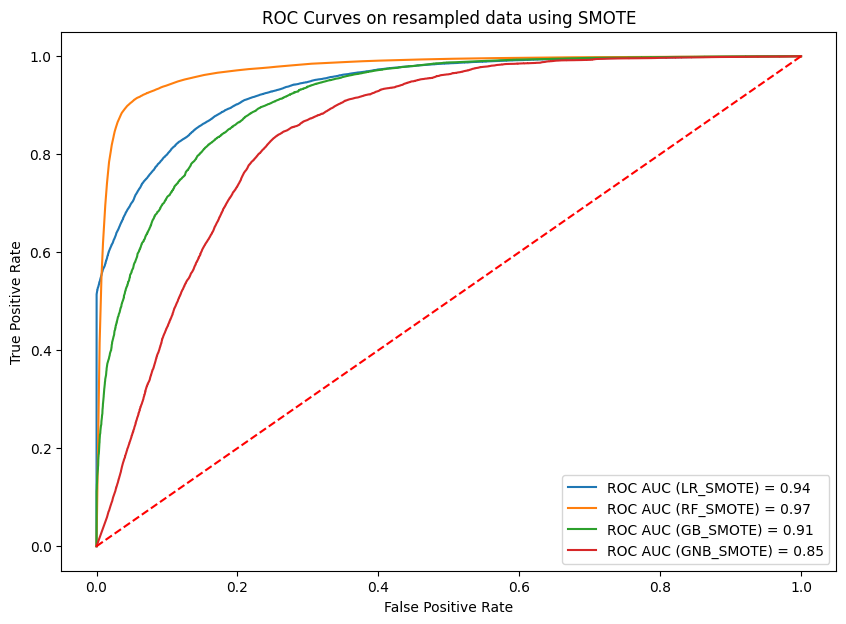 ROC Curves on resampled data using SMOTE
True Positive Rate
1.0
0.8
0.6
0.4
0.2
0.0
ROC AUC (LR_SMOTE) = 0.94
ROC AUC (RF_SMOTE) = 0.97
ROC AUC (GB_SMOTE) = 0.91
ROC AUC (GNB_SMOTE) = 0.85
0.0 0.2 0.4 0.6 0.8 1.0
False Positive Rate